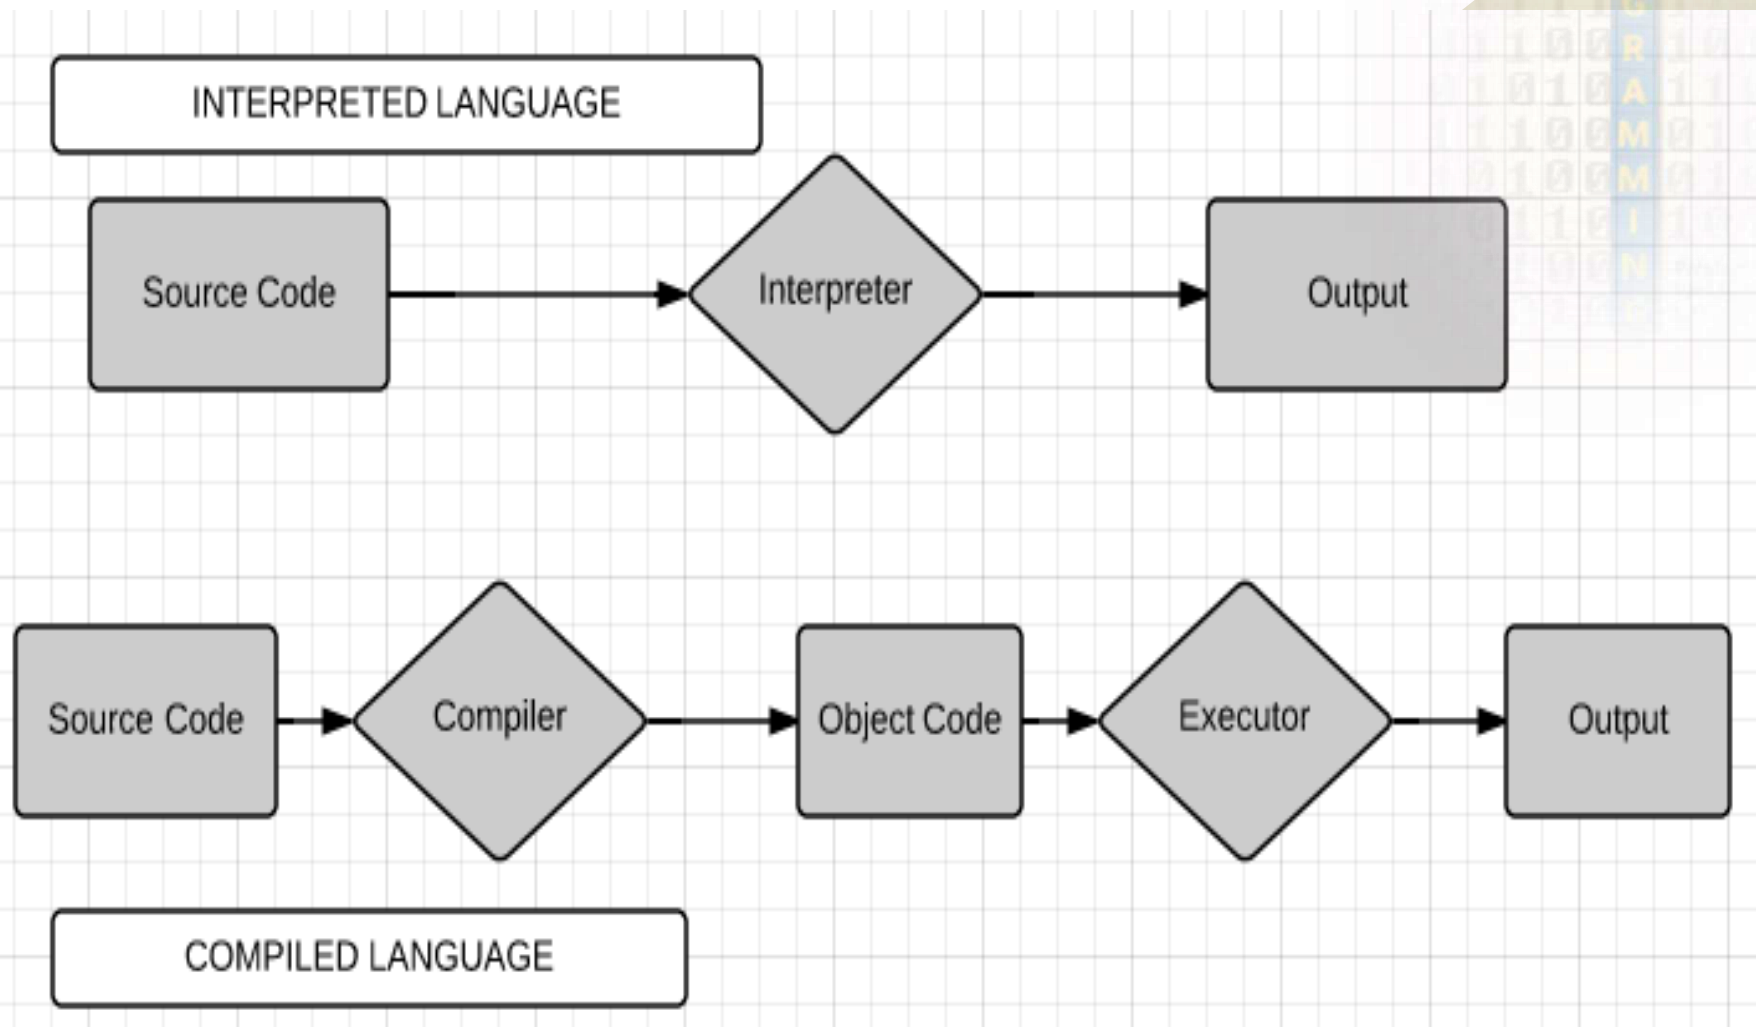 INTERPRETED LANGUAGE
Source Code
Interpreter
Output
Source Code
Compiler
Object Code
Executor
Output
COMPILED LANGUAGE
G
R
A
M
M
I
N